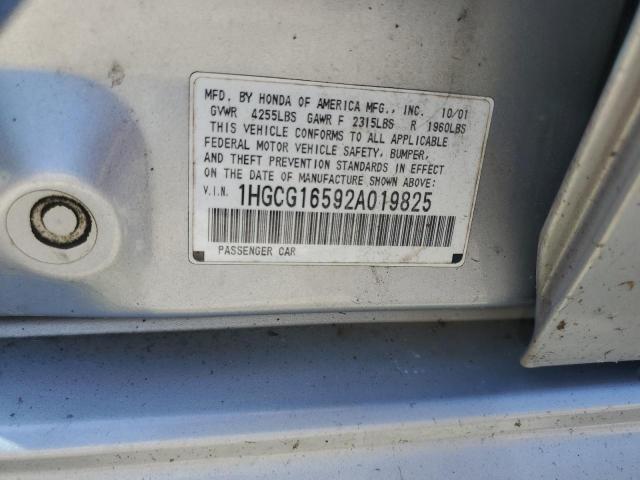 MFD. BY HONDA OF AMERICA MFG., INC. 10/01
GVWR 4255LBS GAWR F 2315LBS R 1960LBS
THIS VEHICLE CONFORMS TO ALL APPLICABLE
FEDERAL MOTOR VEHICLE SAFETY, BUMPER,
AND THEFT PREVENTION STANDARDS IN EFFECT
ON THE DATE OF MANUFACTURE SHOWN ABOVE:
V.I.N. 1HGCG16592A019825
PASSENGER CAR